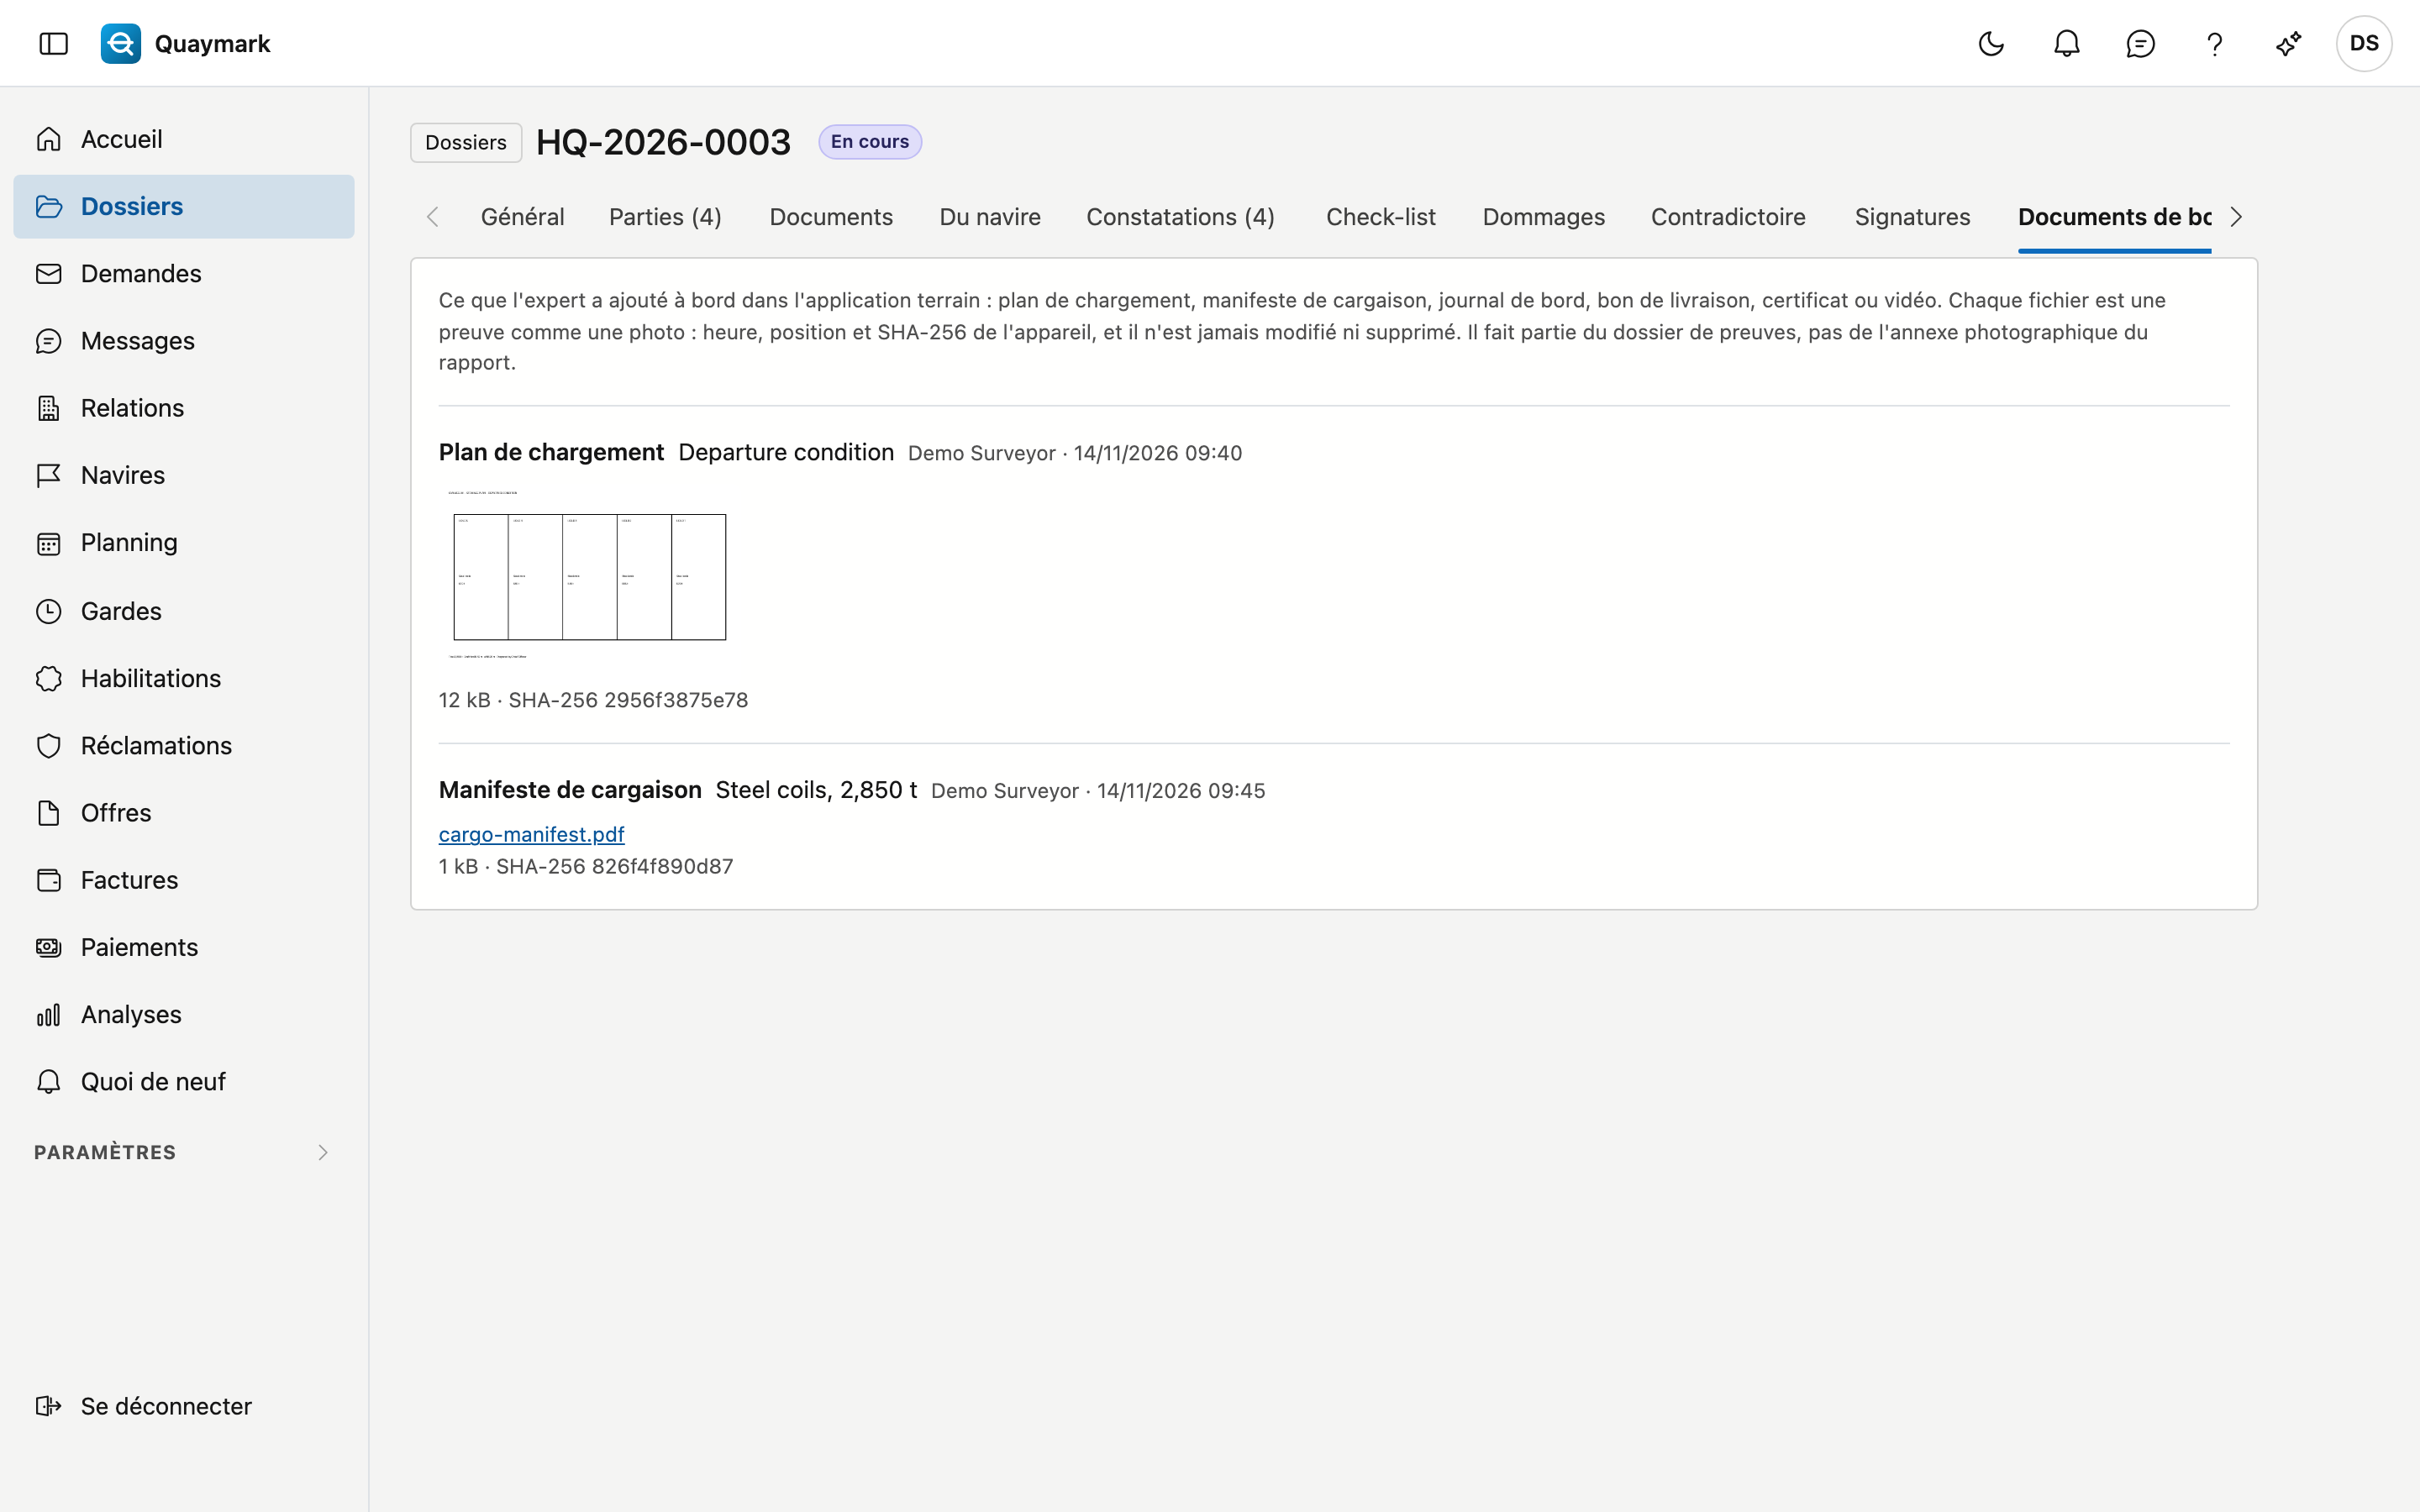 Quaymark
DS
Accueil
Dossiers
Demandes
Messages
Relations
Navires
Planning
Gardes
Habilitations
Réclamations
Offres
Factures
Paiements
Analyses
Quoi de neuf
PARAMÈTRES
Se déconnecter
Dossiers HQ-2026-0003 En cours
Général Parties (4) Documents Du navire Constatations (4) Check-list Dommages Contradictoire Signatures Documents de bo
Ce que l'expert a ajouté à bord dans l'application terrain : plan de chargement, manifeste de cargaison, journal de bord, bon de livraison, certificat ou vidéo. Chaque fichier est une
preuve comme une photo : heure, position et SHA-256 de l'appareil, et il n'est jamais modifié ni supprimé. Il fait partie du dossier de preuves, pas de l'annexe photographique du
rapport.
Plan de chargement Departure condition Demo Surveyor · 14/11/2026 09:40
12 kB · SHA-256 2956f3875e78
Manifeste de cargaison Steel coils, 2,850 t Demo Surveyor · 14/11/2026 09:45
cargo-manifest.pdf
1 kB · SHA-256 826f4f890d87